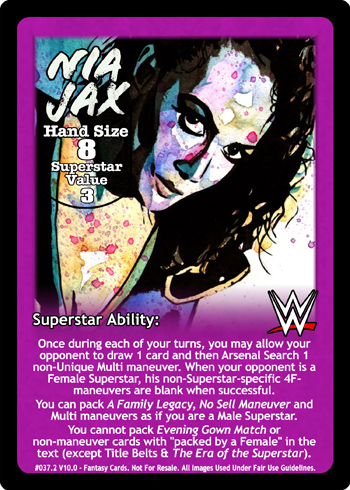 NIA
JAX
Hand Size
8
Superstar
Value
3
W
Superstar Ability:
Once during each of your turns, you may allow your
opponent to draw 1 card and then Arsenal Search 1
non-Unique Multi maneuver. When your opponent is a
Female Superstar, his non-Superstar-specific 4F-
maneuvers are blank when successful.
You can pack A Family Legacy, No Sell Maneuver and
Multi maneuvers as if you are a Male Superstar.
You cannot pack Evening Gown Match or
non-maneuver cards with "packed by a Female" in the
text (except Title Belts & The Era of the Superstar).
#037.2 V10.0 - Fantasy Cards. Not For Resale. All Images Used Under Fair Use Guidelines.